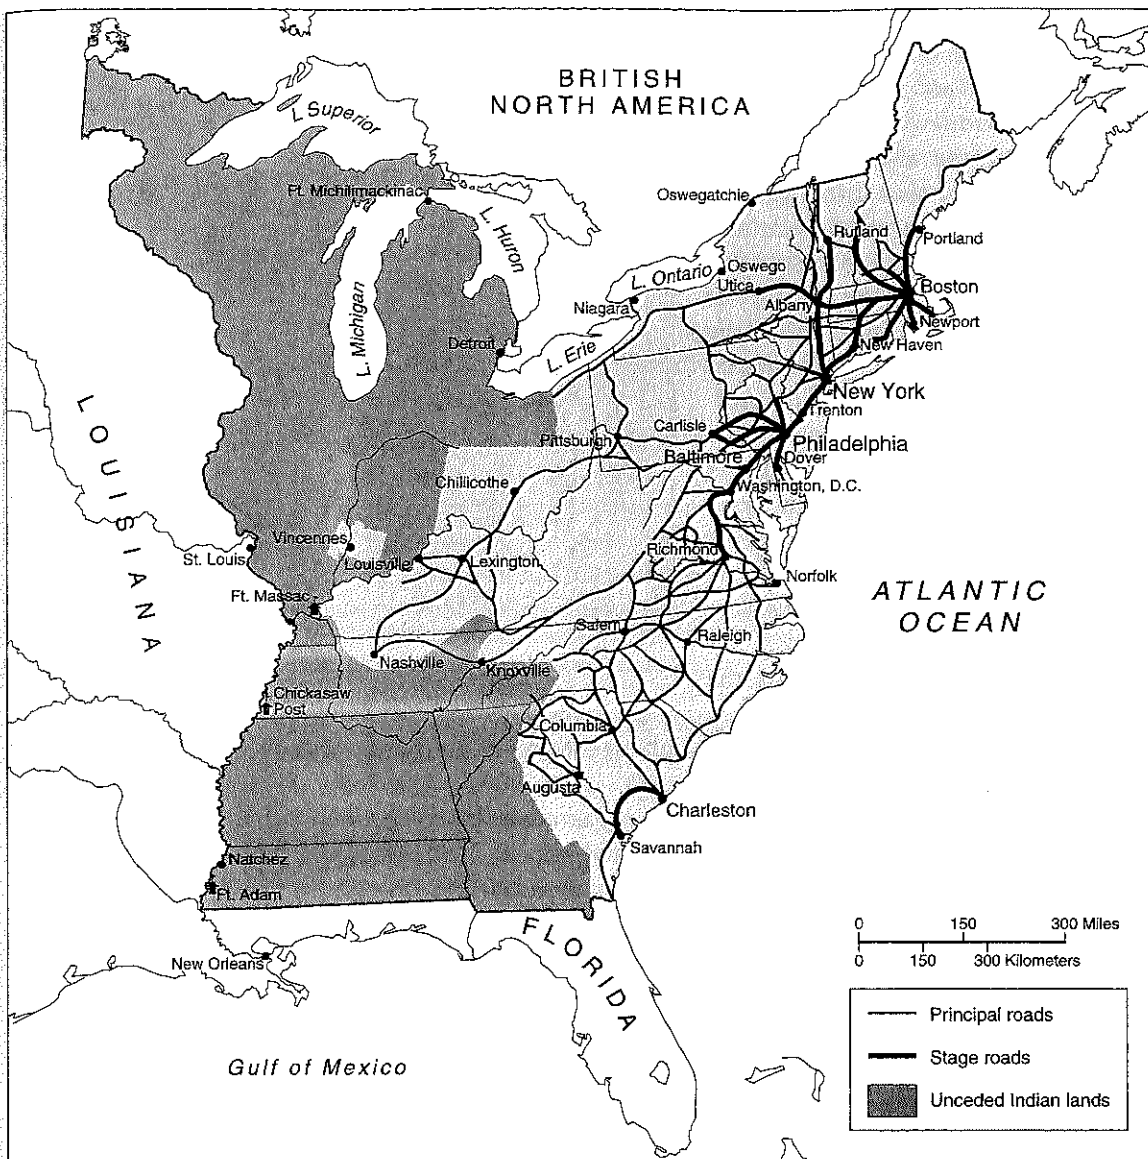 BRITISH
NORTH AMERICA
L. Superior
Ft. Michilimackinac
L. Huron
L. Michigan
Oswegatchie
Rutland
Portland
L. Ontario
Oswego
Utica
Albany
Boston
Niagara
Newport
New Haven
Detroit
L. Erie
New York
Trenton
Carlisle
Pittsburgh
Philadelphia
Baltimore
Dover
Washington, D.C.
Chillicothe
LOUISIANA
Vincennes
St. Louis
Louisville
Lexington
Richmond
Norfolk
Ft. Massac
ATLANTIC
OCEAN
Salem
Raleigh
Nashville
Knoxville
Chickasaw
Post
Columbia
Augusta
Charleston
Savannah
Natchez
Ft. Adam
FLORIDA
New Orleans
Gulf of Mexico
0 150 300 Miles
0 150 300 Kilometers
Principal roads
Stage roads
Unceded Indian lands